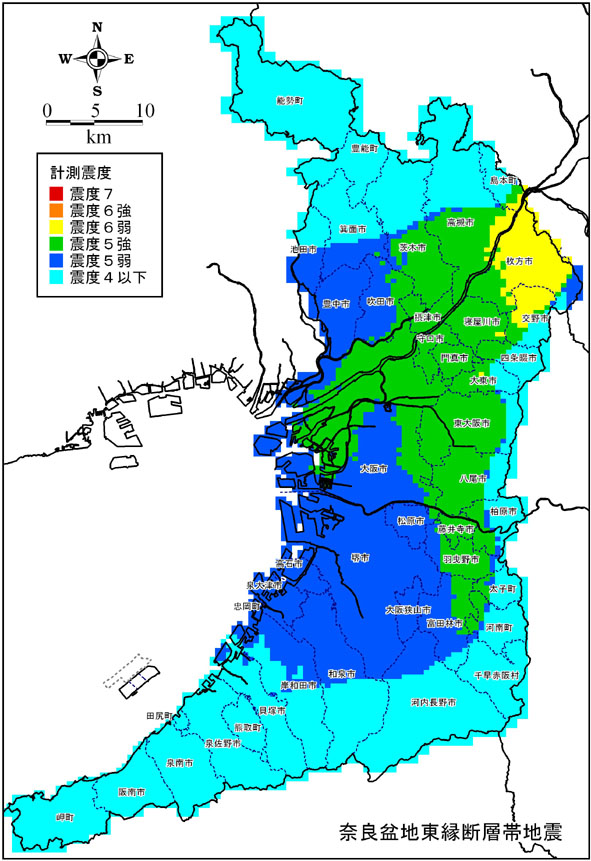 N
W E
S
0 5 10
km
計測震度
震度７
震度６強
震度６弱
震度５強
震度５弱
震度４以下
能勢町
豊能町
島本町
高槻市
箕面市
茨木市
池田市
枚方市
豊中市
吹田市
摂津市
寝屋川市
交野市
守口市
門真市
四条畷市
大東市
東大阪市
大阪市
八尾市
柏原市
松原市
藤井寺市
堺市
羽曳野市
高石市
泉大津市
太子町
忠岡町
大阪狭山市
富田林市
河南町
和泉市
千早赤阪村
岸和田市
河内長野市
貝塚市
田尻町
熊取町
泉佐野市
泉南市
阪南市
岬町
奈良盆地東縁断層帯地震